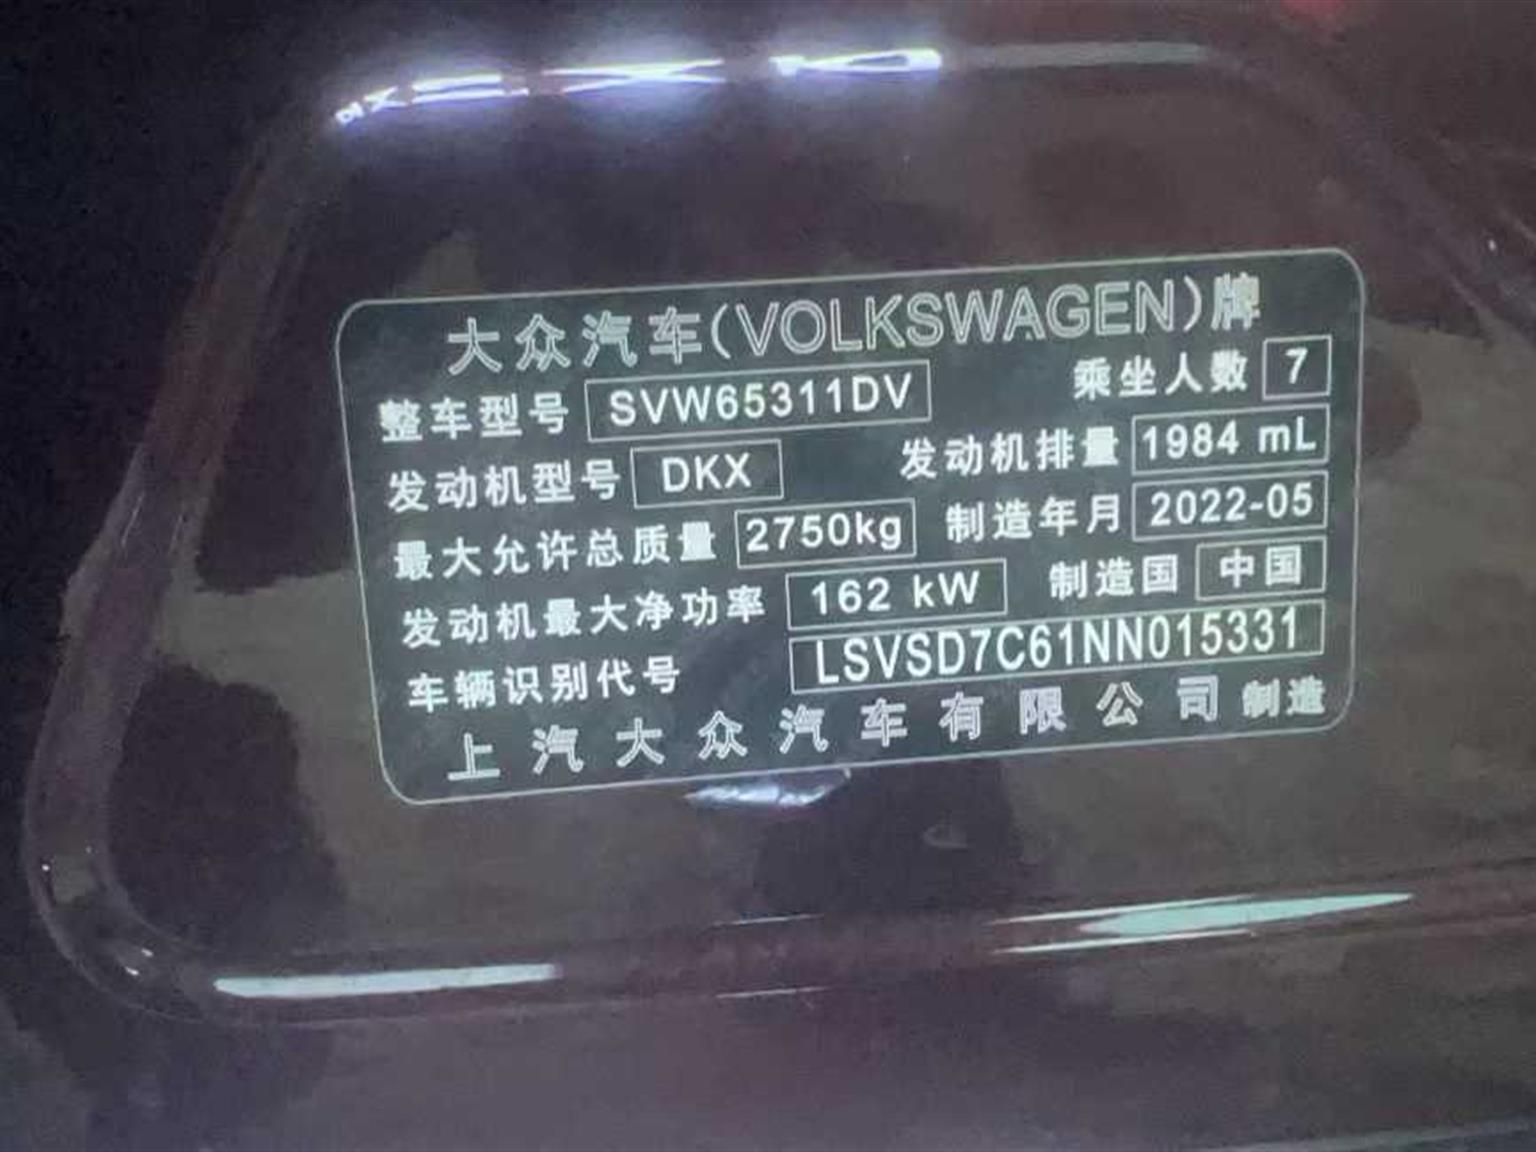 大众汽车(VOLKSWAGEN)牌
整车型号 SVW65311DV 乘坐人数 7
发动机型号 DKX 发动机排量 1984 mL
最大允许总质量 2750kg 制造年月 2022-05
发动机最大净功率 162 kW 制造国 中国
车辆识别代号 LSVSD7C61NN015331
上汽大众汽车有限公司 制造